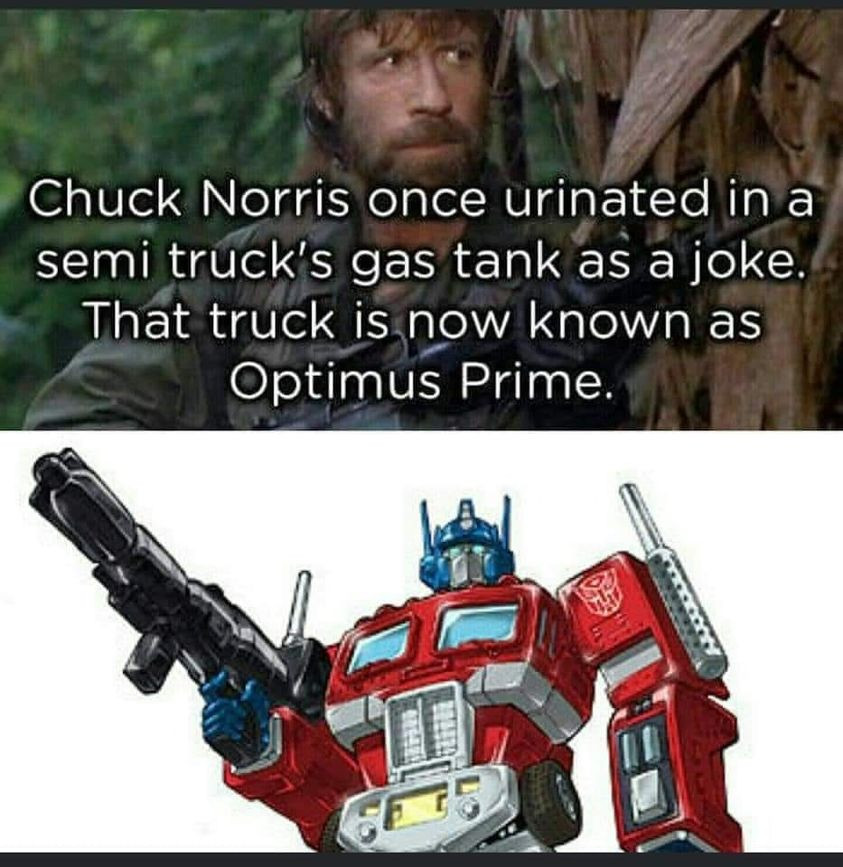 Chuck Norris once urinated in a
semi truck's gas tank as a joke.
That truck is now known as
Optimus Prime.